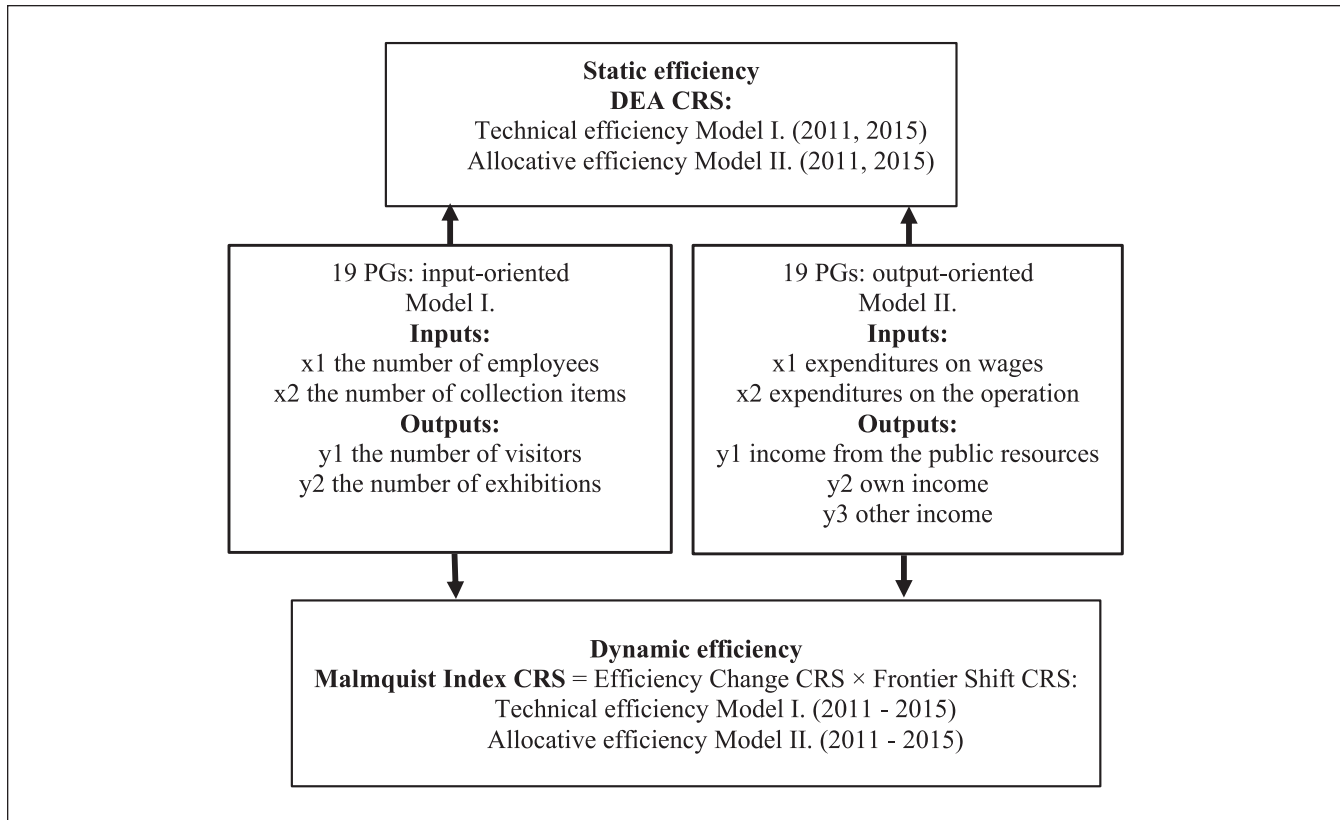 Static efficiency
DEA CRS:
Technical efficiency Model I. (2011, 2015)
Allocative efficiency Model II. (2011, 2015)
19 PGs: input-oriented
Model I.
Inputs:
x1 the number of employees
x2 the number of collection items
Outputs:
y1 the number of visitors
y2 the number of exhibitions
19 PGs: output-oriented
Model II.
Inputs:
x1 expenditures on wages
x2 expenditures on the operation
Outputs:
y1 income from the public resources
y2 own income
y3 other income
Dynamic efficiency
Malmquist Index CRS = Efficiency Change CRS × Frontier Shift CRS:
Technical efficiency Model I. (2011 - 2015)
Allocative efficiency Model II. (2011 - 2015)